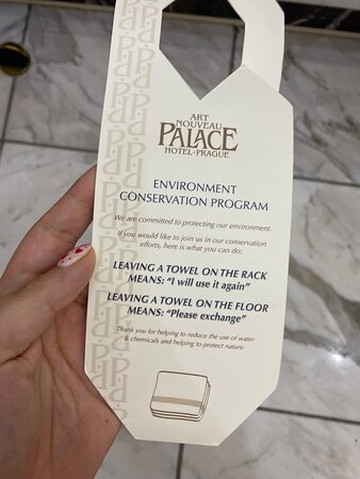 ART
NOUVEAU
PALACE
HOTEL·PRAGUE
ENVIRONMENT
CONSERVATION PROGRAM
We are committed to protecting our environment.
If you would like to join us in our conservation
efforts, here is what you can do:
LEAVING A TOWEL ON THE RACK
MEANS: “I will use it again”
LEAVING A TOWEL ON THE FLOOR
MEANS: “Please exchange”
Thank you for helping to reduce the use of water
& chemicals and helping to protect nature.